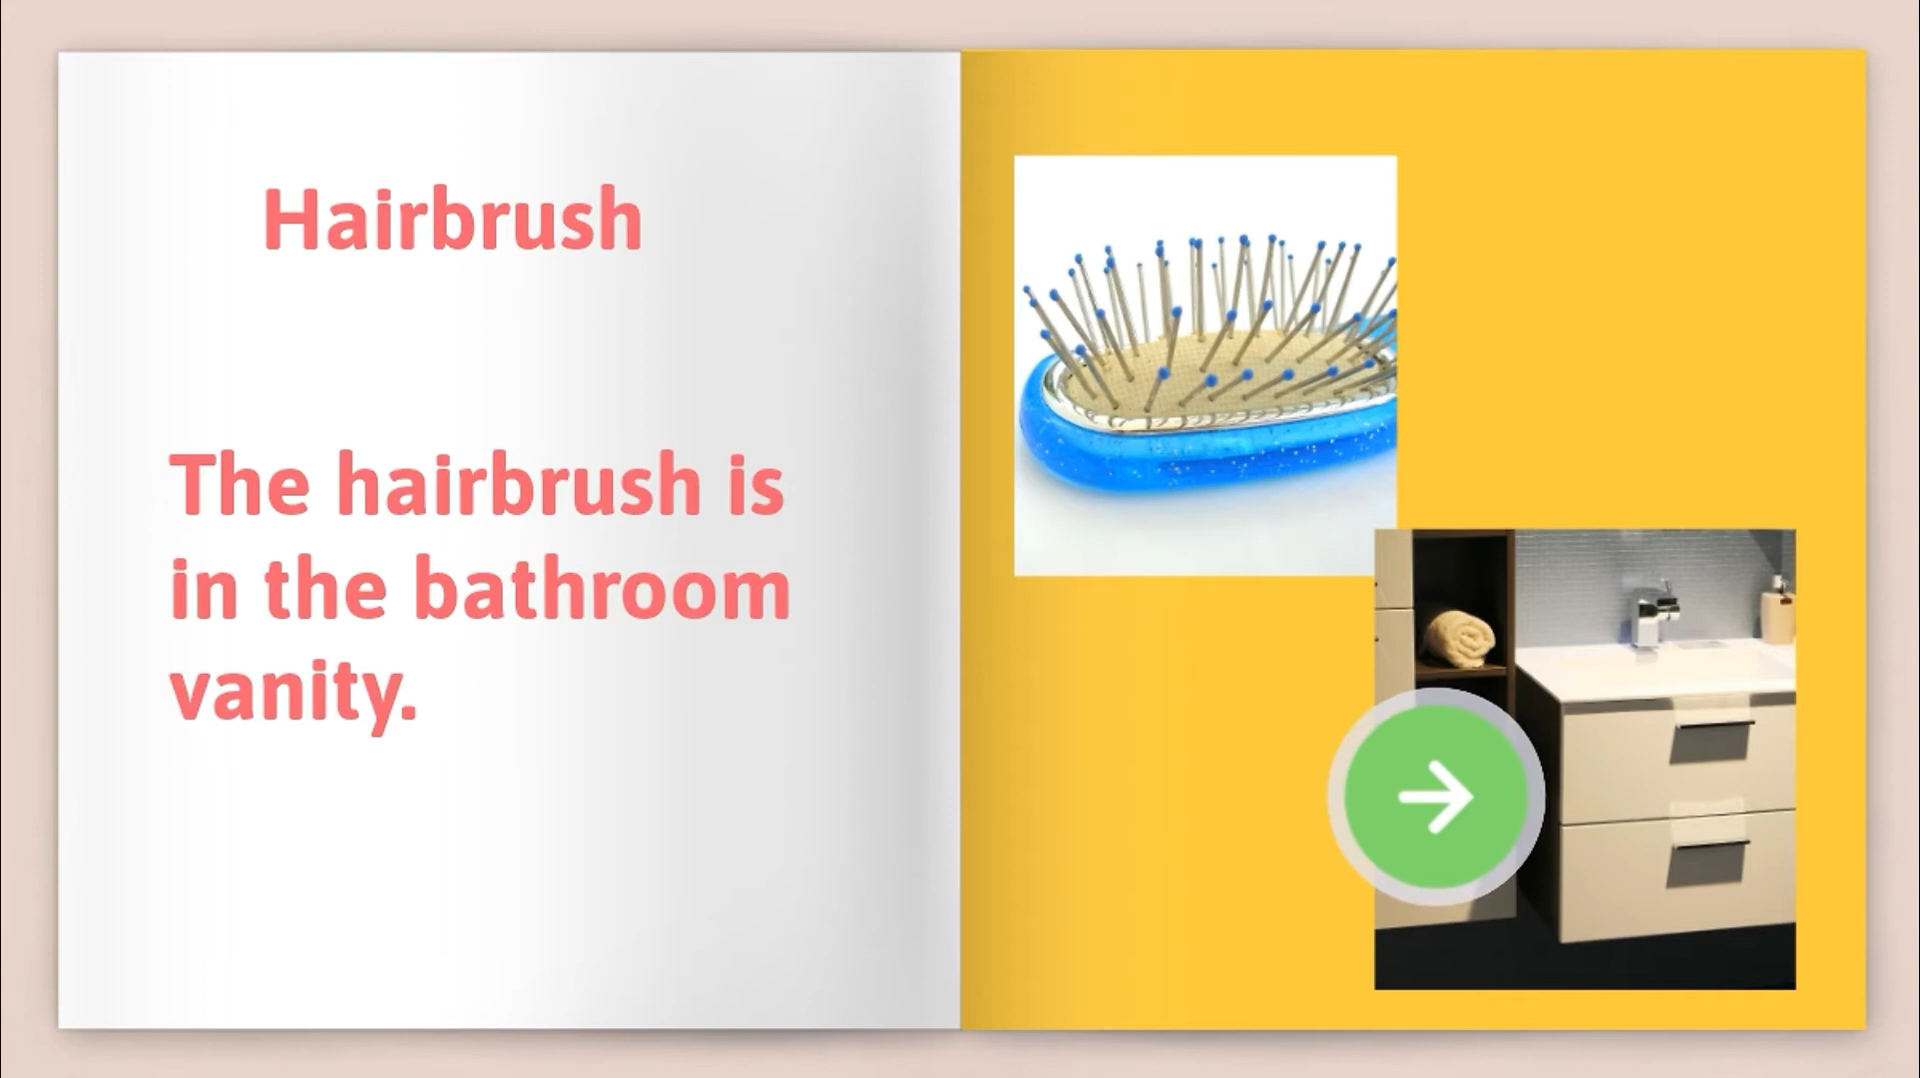 Hairbrush
The hairbrush is
in the bathroom
vanity.